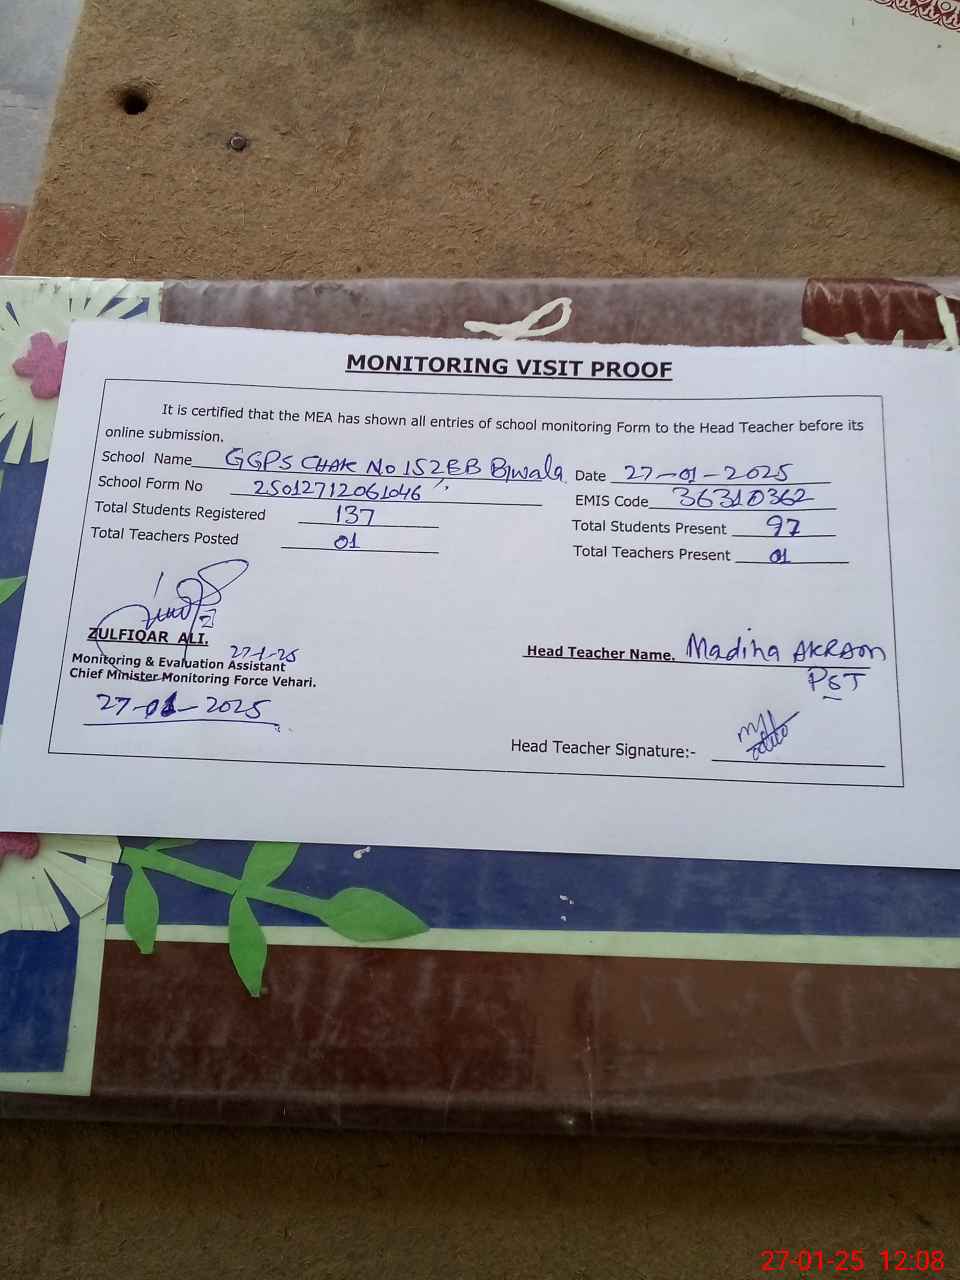 MONITORING VISIT PROOF
It is certified that the MEA has shown all entries of school monitoring Form to the Head Teacher before its
online submission.
School Name GGPS CHAK No 152EB Date 27-01-2025
School Form No 25012712061046 EMIS Code 36310362
Total Students Registered 137 Total Students Present 97
Total Teachers Posted 01 Total Teachers Present 01
ZULFIQAR ALI.
27-1-25
Monitoring & Evaluation Assistant
Chief Minister Monitoring Force Vehari.
27-01-2025
Head Teacher Name. Madiha AKRAM
PST
Head Teacher Signature:-
27-01-25 12:08